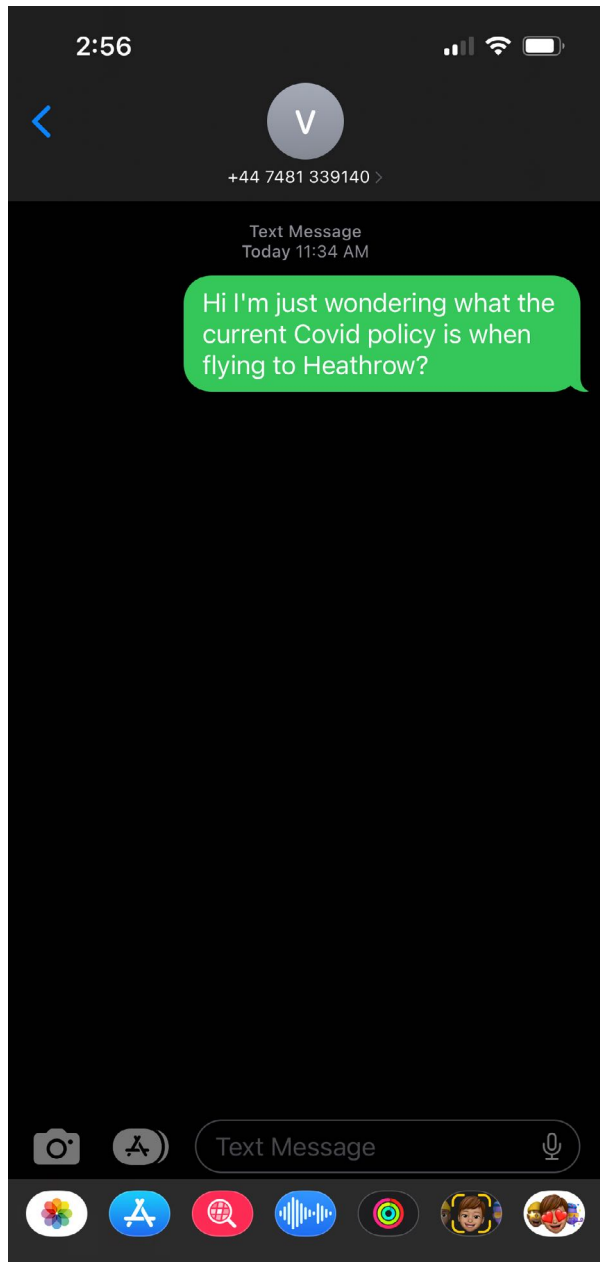 2:56
V
+44 7481 339140 >
Text Message
Today 11:34 AM
Hi I'm just wondering what the
current Covid policy is when
flying to Heathrow?
Text Message